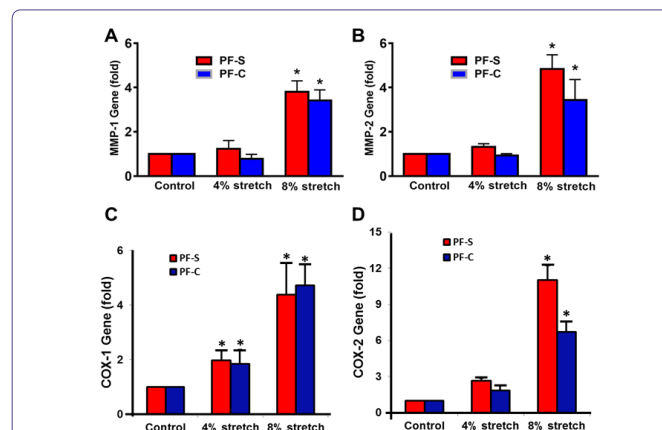 A
MMP-1 Gene (fold)
6
4
2
0
PF-S
PF-C
*
*
Control
4% stretch
8% stretch
B
MMP-2 Gene (fold)
6
4
2
0
PF-S
PF-C
*
*
Control
4% stretch
8% stretch
C
COX-1 Gene (fold)
6
4
2
0
PF-S
PF-C
* *
* *
Control
4% stretch
8% stretch
D
COX-2 Gene (fold)
15
12
9
6
3
0
PF-S
PF-C
*
*
Control
4% stretch
8% stretch